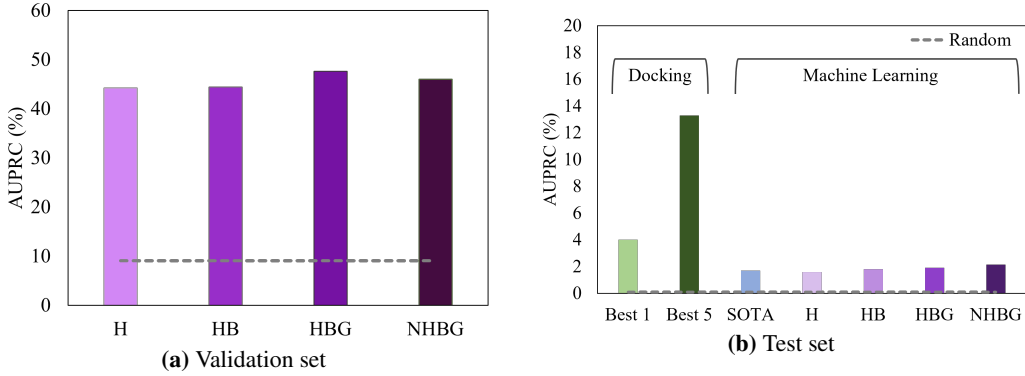 60
50
40
30
20
10
0
AUPRC (%)
H HB HBG NHBG
(a) Validation set
20
18
16
14
12
10
8
6
4
2
0
AUPRC (%)
Random
Docking Machine Learning
Best 1 Best 5 SOTA H HB HBG NHBG
(b) Test set